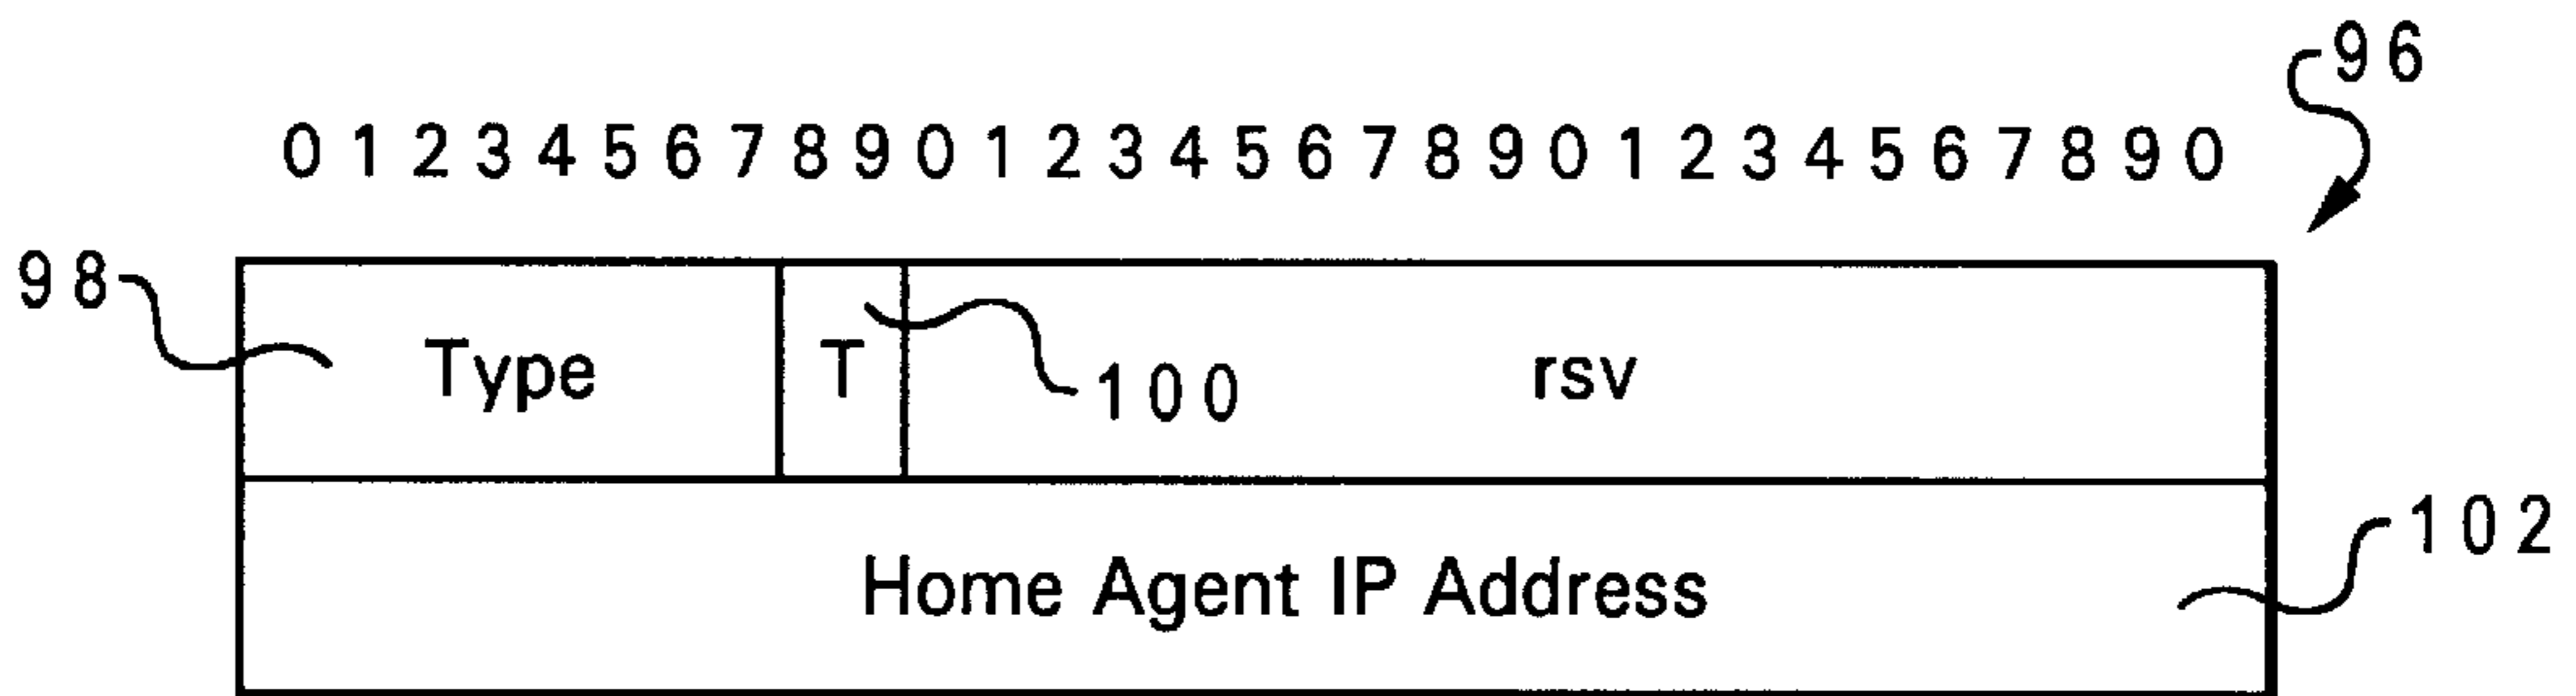 96
0 1 2 3 4 5 6 7 8 9 0 1 2 3 4 5 6 7 8 9 0 1 2 3 4 5 6 7 8 9 0
98
Type T 100 rsv
Home Agent IP Address 102